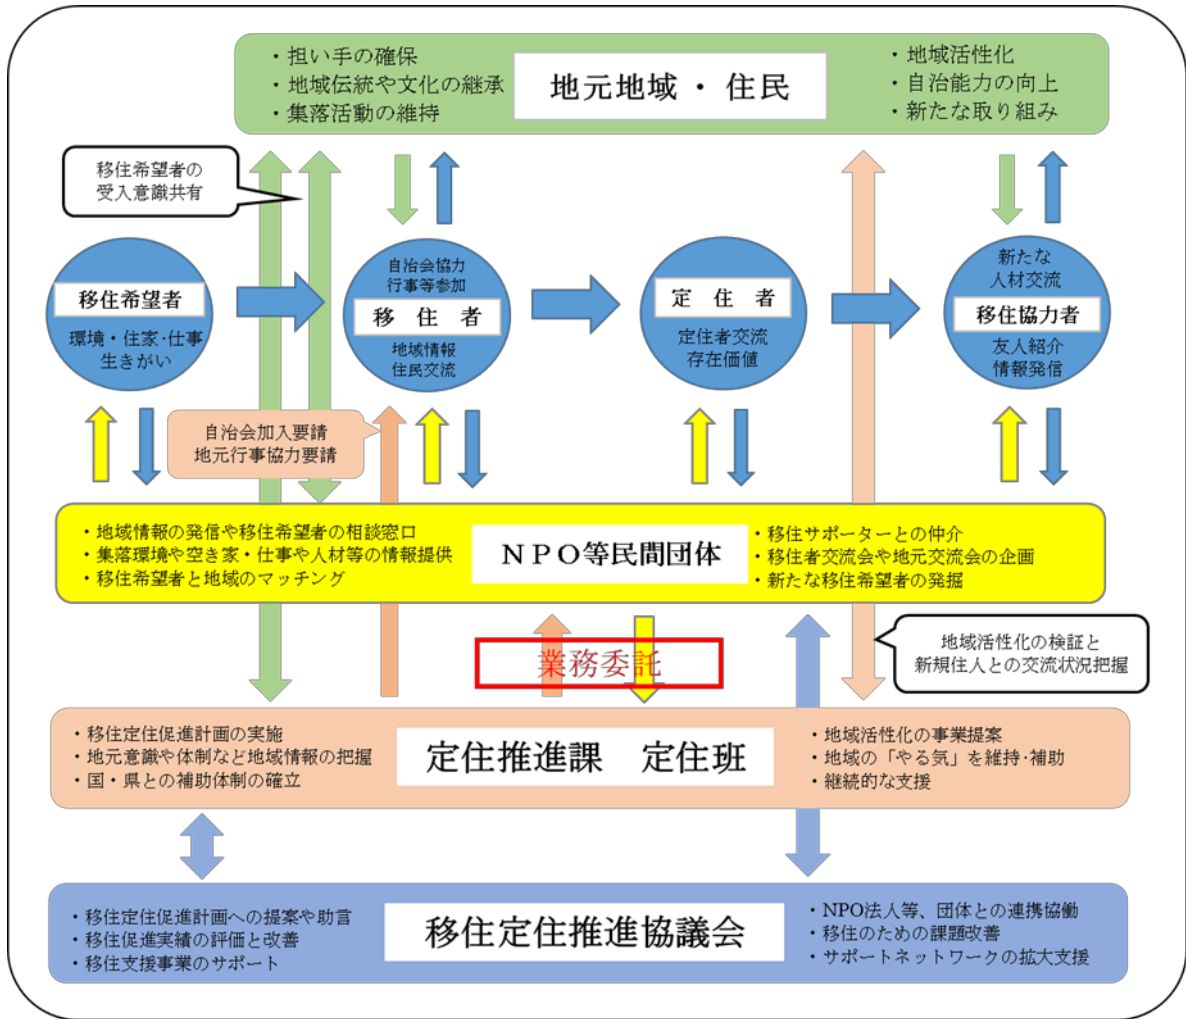 ・担い手の確保
・地域伝統や文化の継承
・集落活動の維持
地元地域・住民
・地域活性化
・自治能力の向上
・新たな取り組み
移住希望者の
受入意識共有
移住希望者
環境・住家・仕事
生きがい
自治会協力
行事等参加
移住者
地域情報
住民交流
定住者
定住者交流
存在価値
新たな
人材交流
移住協力者
友人紹介
情報発信
自治会加入要請
地元行事協力要請
・地域情報の発信や移住希望者の相談窓口
・集落環境や空き家・仕事や人材等の情報提供
・移住希望者と地域のマッチング
NPO等民間団体
・移住サポーターとの仲介
・移住者交流会や地元交流会の企画
・新たな移住希望者の発掘
業務委託
地域活性化の検証と
新規住人との交流状況把握
・移住定住促進計画の実施
・地元意識や体制など地域情報の把握
・国・県との補助体制の確立
定住推進課　定住班
・地域活性化の事業提案
・地域の「やる気」を維持・補助
・継続的な支援
・移住定住促進計画への提案や助言
・移住促進実績の評価と改善
・移住支援事業のサポート
移住定住推進協議会
・NPO法人等、団体との連携協働
・移住のための課題改善
・サポートネットワークの拡大支援